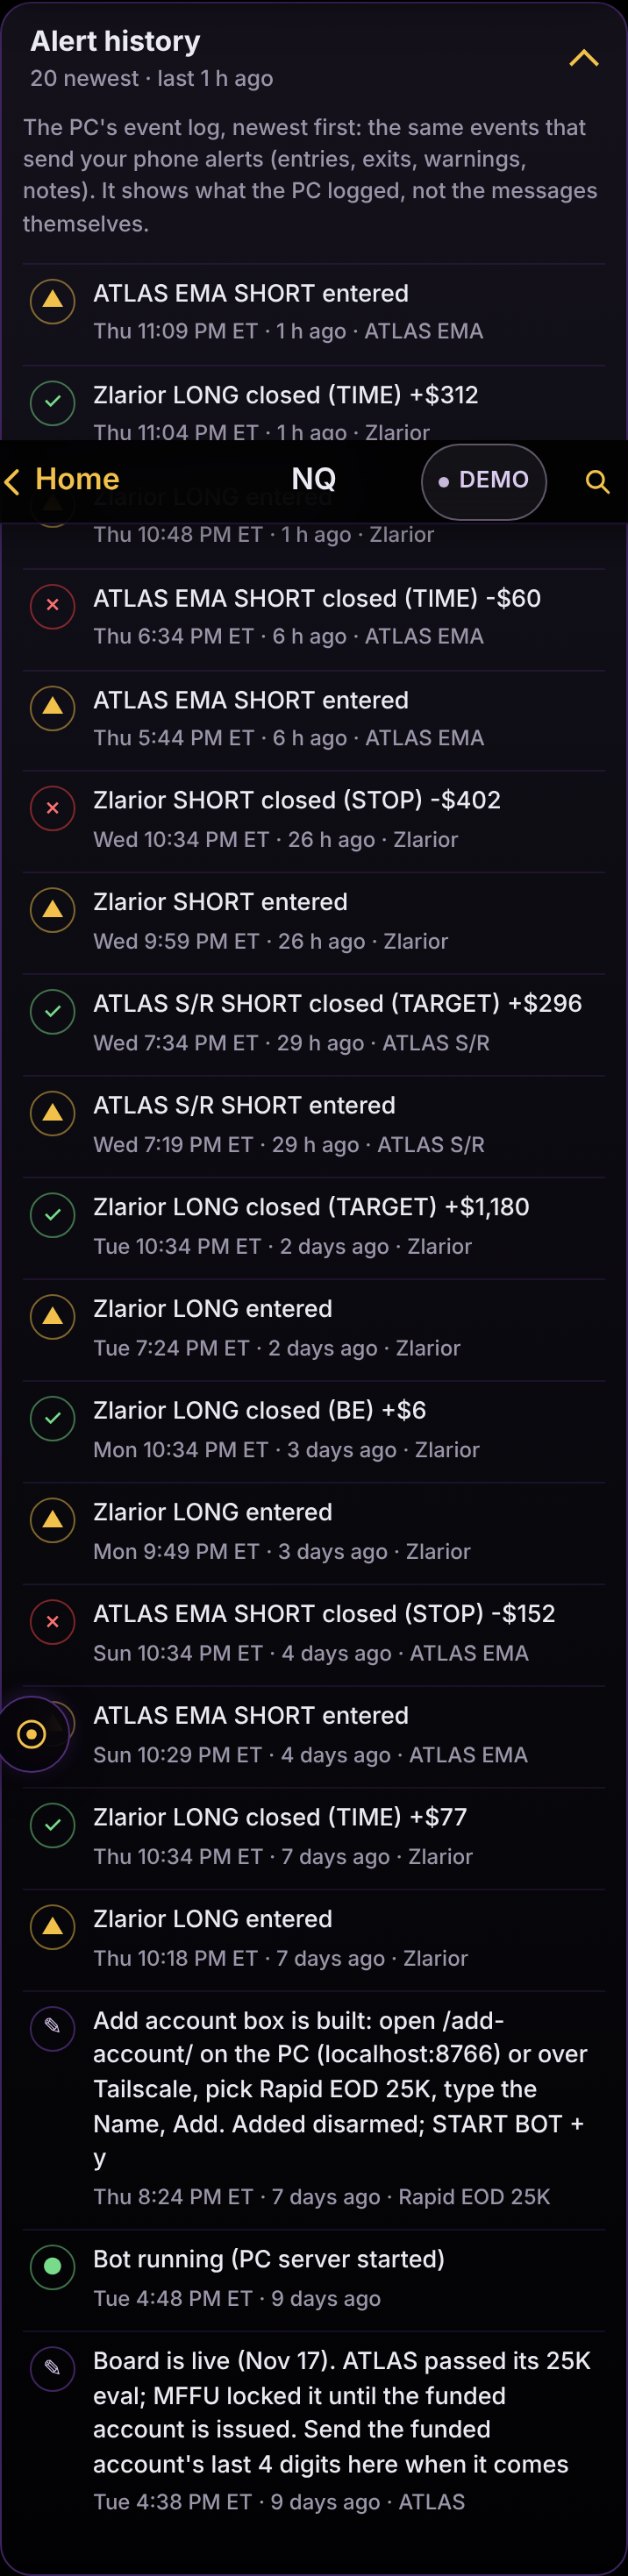 Alert history
20 newest · last 1 h ago
The PC's event log, newest first: the same events that
send your phone alerts (entries, exits, warnings,
notes). It shows what the PC logged, not the messages
themselves.
ATLAS EMA SHORT entered
Thu 11:09 PM ET · 1 h ago · ATLAS EMA
Zlarior LONG closed (TIME) +$312
Thu 11:04 PM ET · 1 h ago · Zlarior
Home NQ DEMO
Zlarior LONG entered
Thu 10:48 PM ET · 1 h ago · Zlarior
ATLAS EMA SHORT closed (TIME) -$60
Thu 6:34 PM ET · 6 h ago · ATLAS EMA
ATLAS EMA SHORT entered
Thu 5:44 PM ET · 6 h ago · ATLAS EMA
Zlarior SHORT closed (STOP) -$402
Wed 10:34 PM ET · 26 h ago · Zlarior
Zlarior SHORT entered
Wed 9:59 PM ET · 26 h ago · Zlarior
ATLAS S/R SHORT closed (TARGET) +$296
Wed 7:34 PM ET · 29 h ago · ATLAS S/R
ATLAS S/R SHORT entered
Wed 7:19 PM ET · 29 h ago · ATLAS S/R
Zlarior LONG closed (TARGET) +$1,180
Tue 10:34 PM ET · 2 days ago · Zlarior
Zlarior LONG entered
Tue 7:24 PM ET · 2 days ago · Zlarior
Zlarior LONG closed (BE) +$6
Mon 10:34 PM ET · 3 days ago · Zlarior
Zlarior LONG entered
Mon 9:49 PM ET · 3 days ago · Zlarior
ATLAS EMA SHORT closed (STOP) -$152
Sun 10:34 PM ET · 4 days ago · ATLAS EMA
ATLAS EMA SHORT entered
Sun 10:29 PM ET · 4 days ago · ATLAS EMA
Zlarior LONG closed (TIME) +$77
Thu 10:34 PM ET · 7 days ago · Zlarior
Zlarior LONG entered
Thu 10:18 PM ET · 7 days ago · Zlarior
Add account box is built: open /add-
account/ on the PC (localhost:8766) or over
Tailscale, pick Rapid EOD 25K, type the
Name, Add. Added disarmed; START BOT +
y
Thu 8:24 PM ET · 7 days ago · Rapid EOD 25K
Bot running (PC server started)
Tue 4:48 PM ET · 9 days ago
Board is live (Nov 17). ATLAS passed its 25K
eval; MFFU locked it until the funded
account is issued. Send the funded
account's last 4 digits here when it comes
Tue 4:38 PM ET · 9 days ago · ATLAS